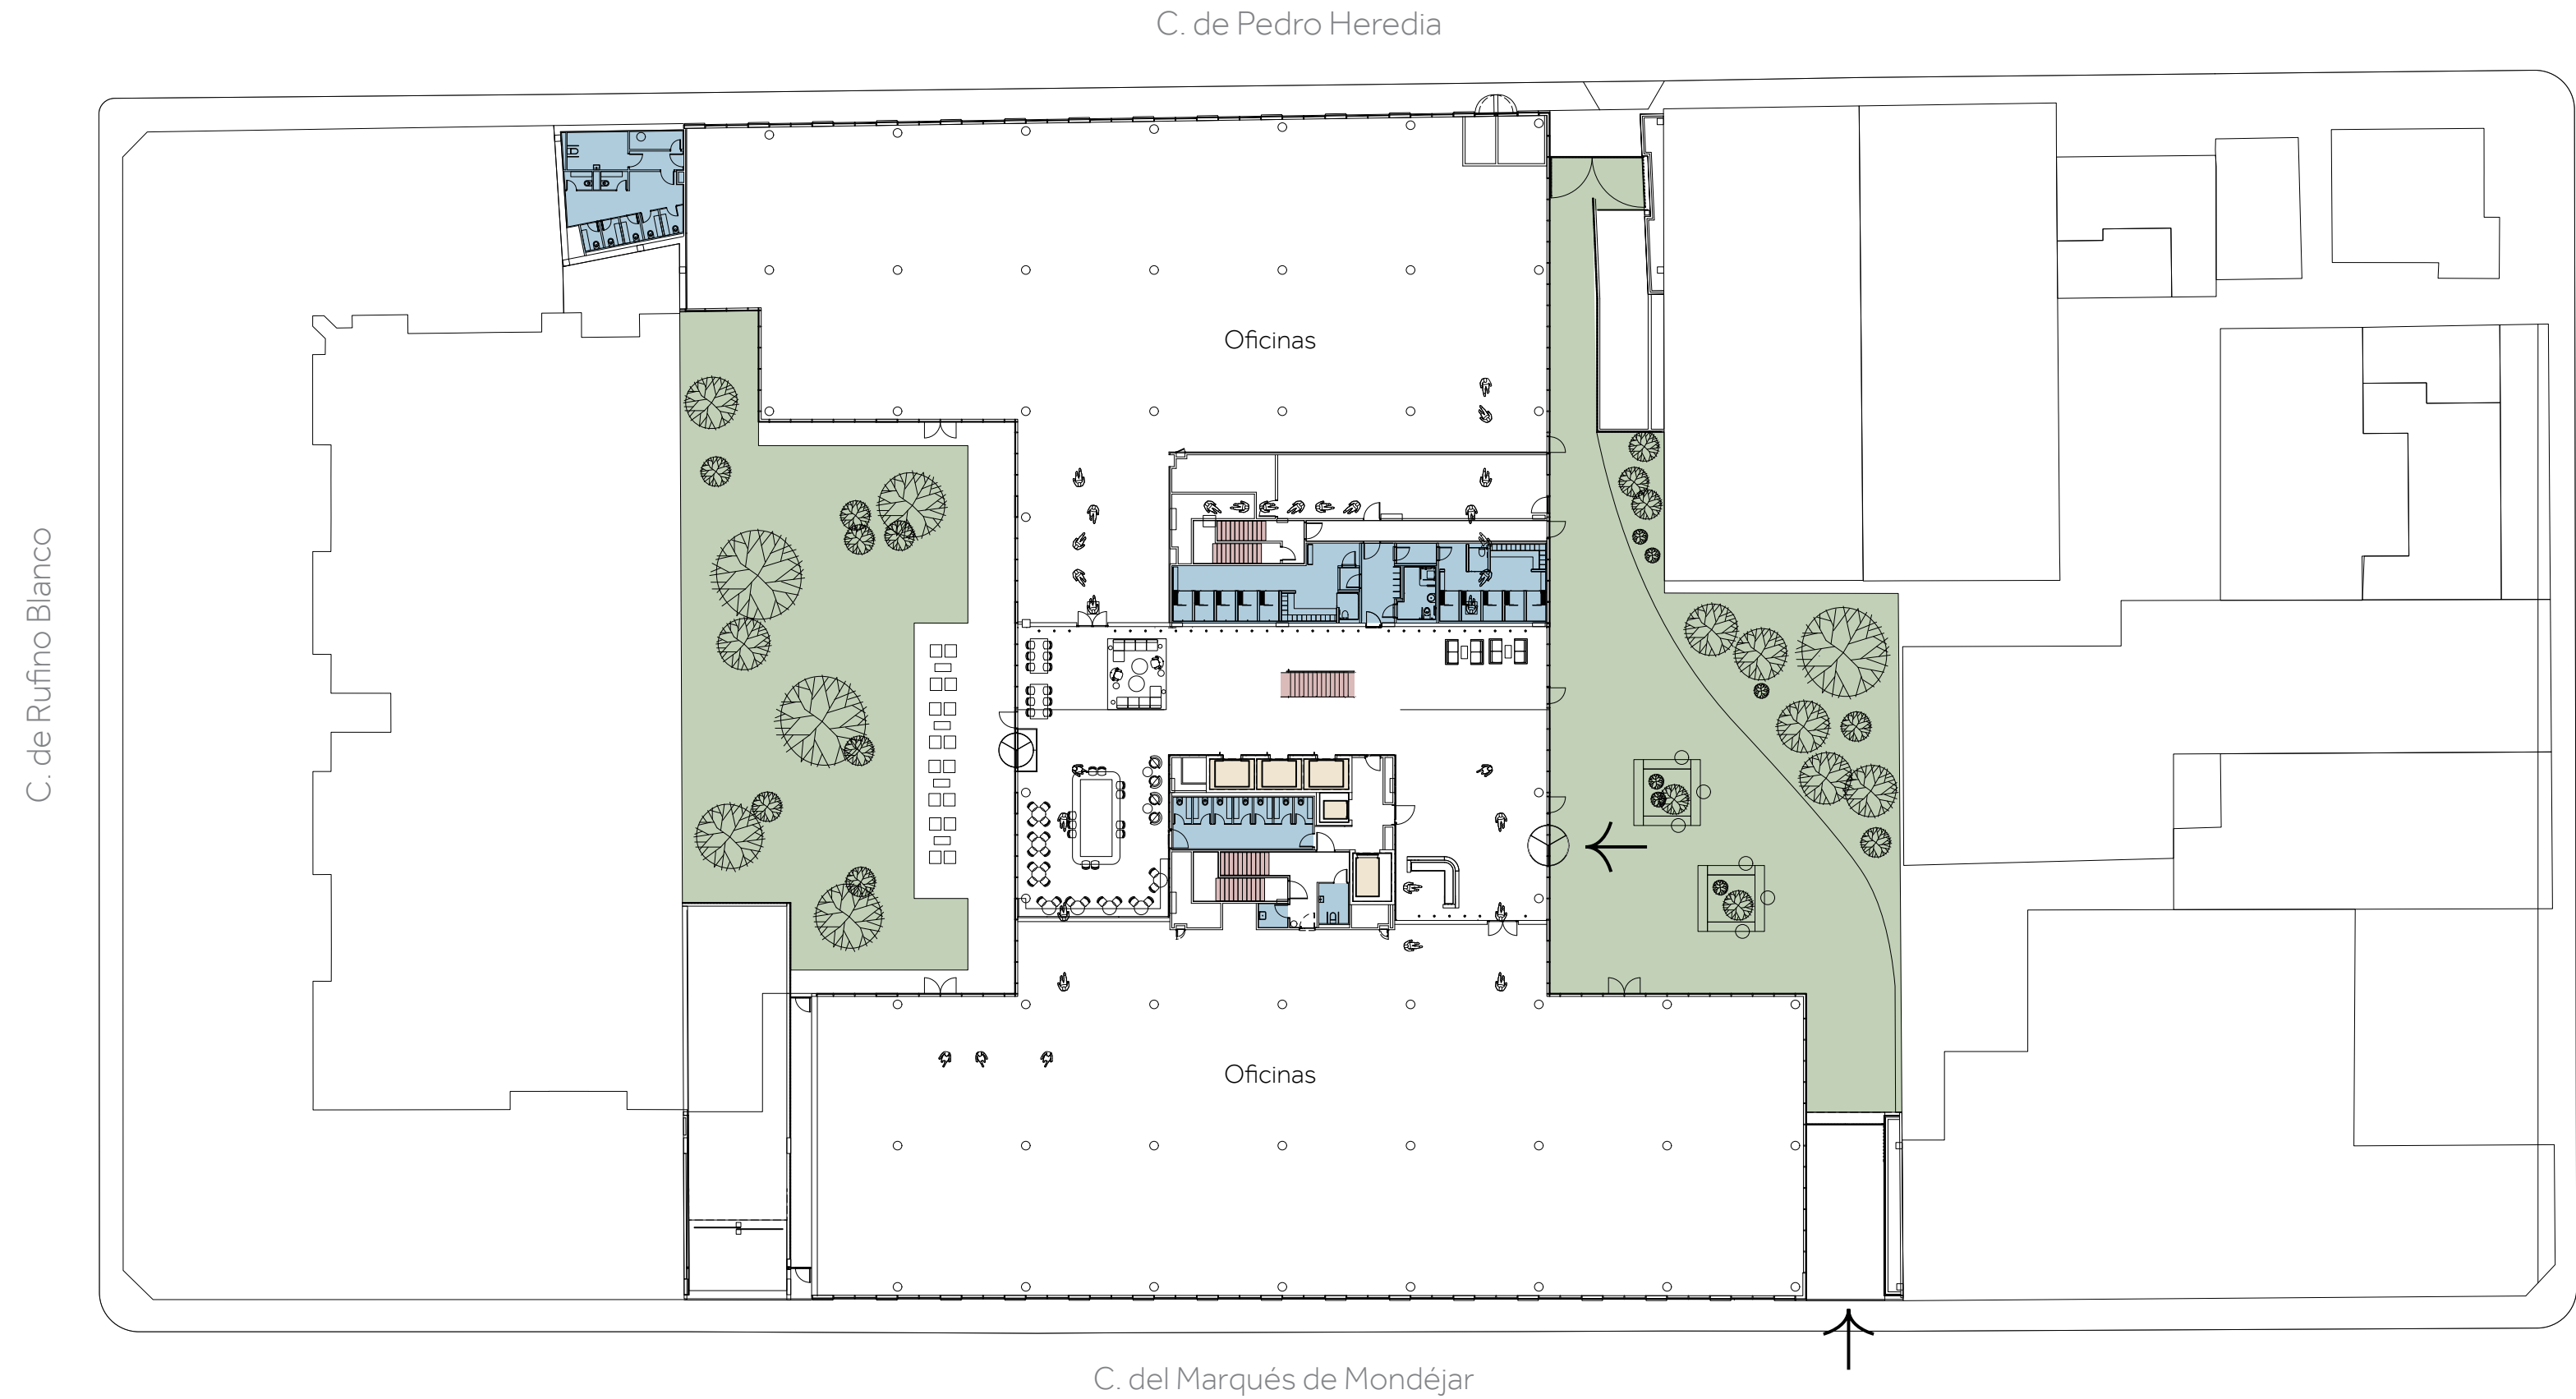 C. de Pedro Heredia
Oficinas
C. de Rufino Blanco
Oficinas
C. del Marqués de Mondéjar